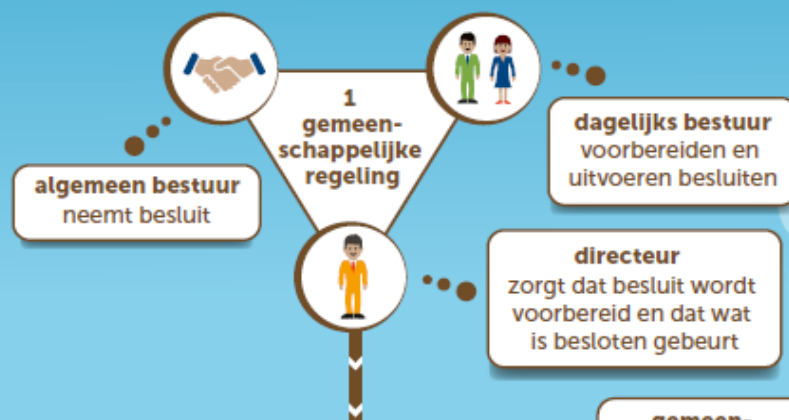 1
gemeen-
schappelijke
regeling
algemeen bestuur
neemt besluit
dagelijks bestuur
voorbereiden en
uitvoeren besluiten
directeur
zorgt dat besluit wordt
voorbereid en dat wat
is besloten gebeurt
gemeen-